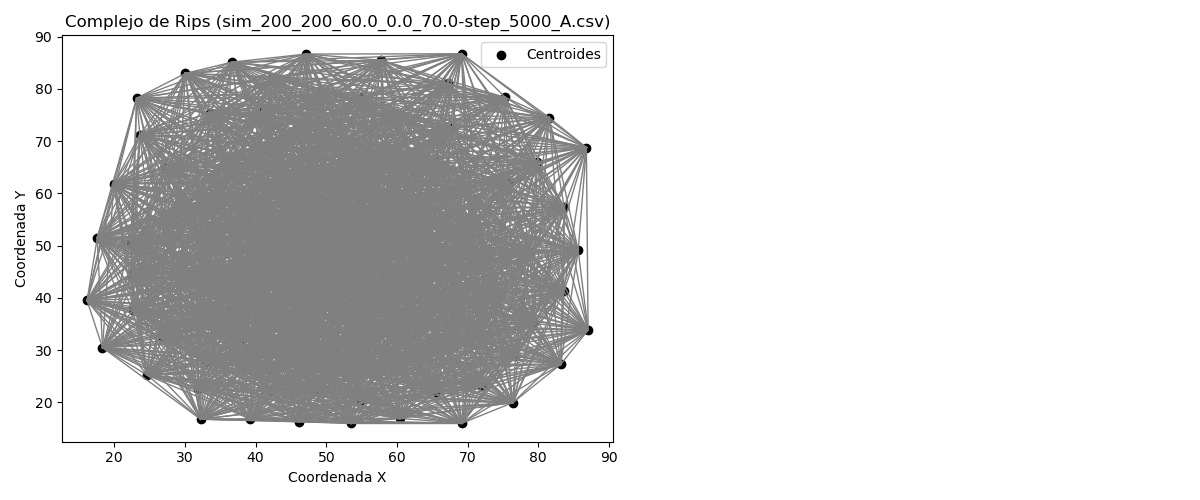 Complejo de Rips (sim_200_200_60.0_0.0_70.0-step_5000_A.csv)
Centroides
Coordenada Y
90
80
70
60
50
40
30
20
20 30 40 50 60 70 80 90
Coordenada X